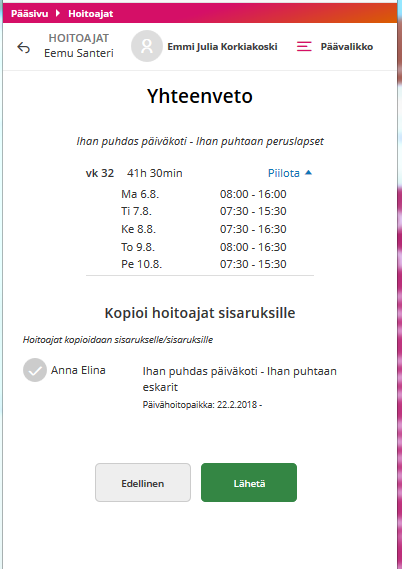 Pääsivu Hoitoajat
HOITOAJAT
Eemu Santeri
Emmi Julia Korkiakoski
Päävalikko
Yhteenveto
Ihan puhdas päiväkoti - Ihan puhtaan peruslapset
vk 32 41h 30min Piilota
Ma 6.8. 08:00 - 16:00
Ti 7.8. 07:30 - 15:30
Ke 8.8. 07:30 - 16:30
To 9.8. 08:00 - 16:30
Pe 10.8. 07:30 - 15:30
Kopioi hoitoajat sisaruksille
Hoitoajat kopioidaan sisarukselle/sisaruksille
Anna Elina
Ihan puhdas päiväkoti - Ihan puhtaan
eskarit
Päivähoitopaikka: 22.2.2018 -
Edellinen Lähetä